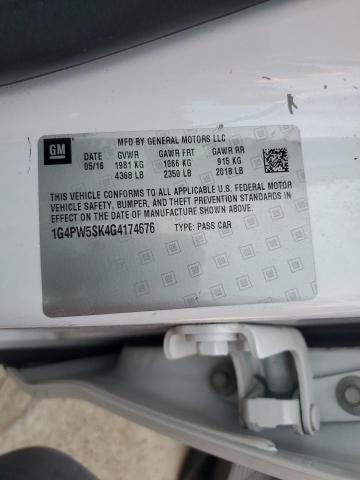 GM
MFD BY GENERAL MOTORS LLC
DATE GVWR GAWR FRT GAWR RR
05/16 1981 KG 1066 KG 915 KG
4368 LB 2350 LB 2018 LB
THIS VEHICLE CONFORMS TO ALL APPLICABLE U.S. FEDERAL MOTOR
VEHICLE SAFETY, BUMPER, AND THEFT PREVENTION STANDARDS
IN EFFECT ON THE DATE OF MANUFACTURE SHOWN ABOVE.
1G4PW5SK4G4174676 TYPE: PASS CAR